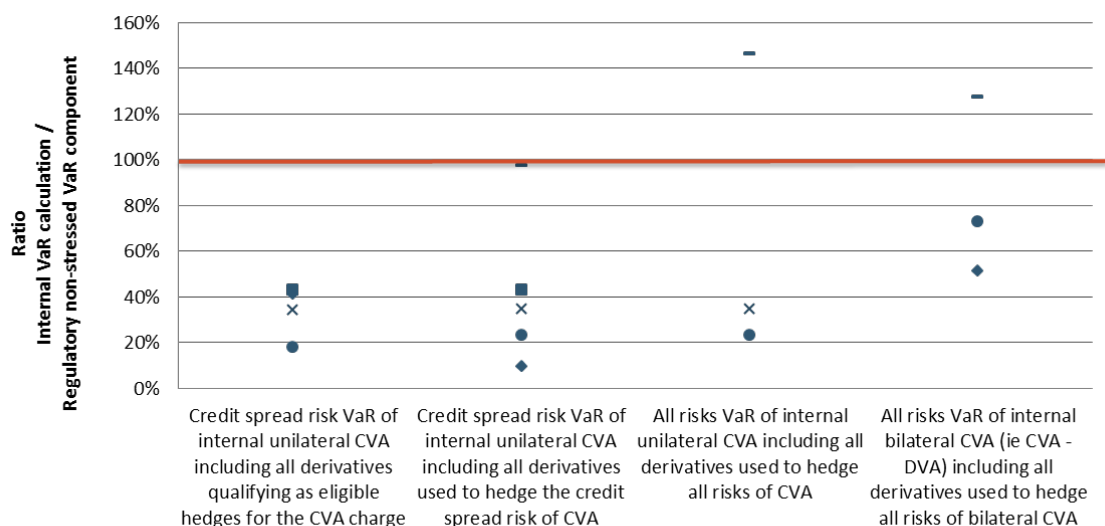 Ratio
Internal VaR calculation /
Regulatory non-stressed VaR component
160%
140%
120%
100%
80%
60%
40%
20%
0%
Credit spread risk VaR of
internal unilateral CVA
including all derivatives
qualifying as eligible
hedges for the CVA charge
Credit spread risk VaR of
internal unilateral CVA
including all derivatives
used to hedge the credit
spread risk of CVA
All risks VaR of internal
unilateral CVA including all
derivatives used to hedge
all risks of CVA
All risks VaR of internal
bilateral CVA (ie CVA -
DVA) including all
derivatives used to hedge
all risks of bilateral CVA